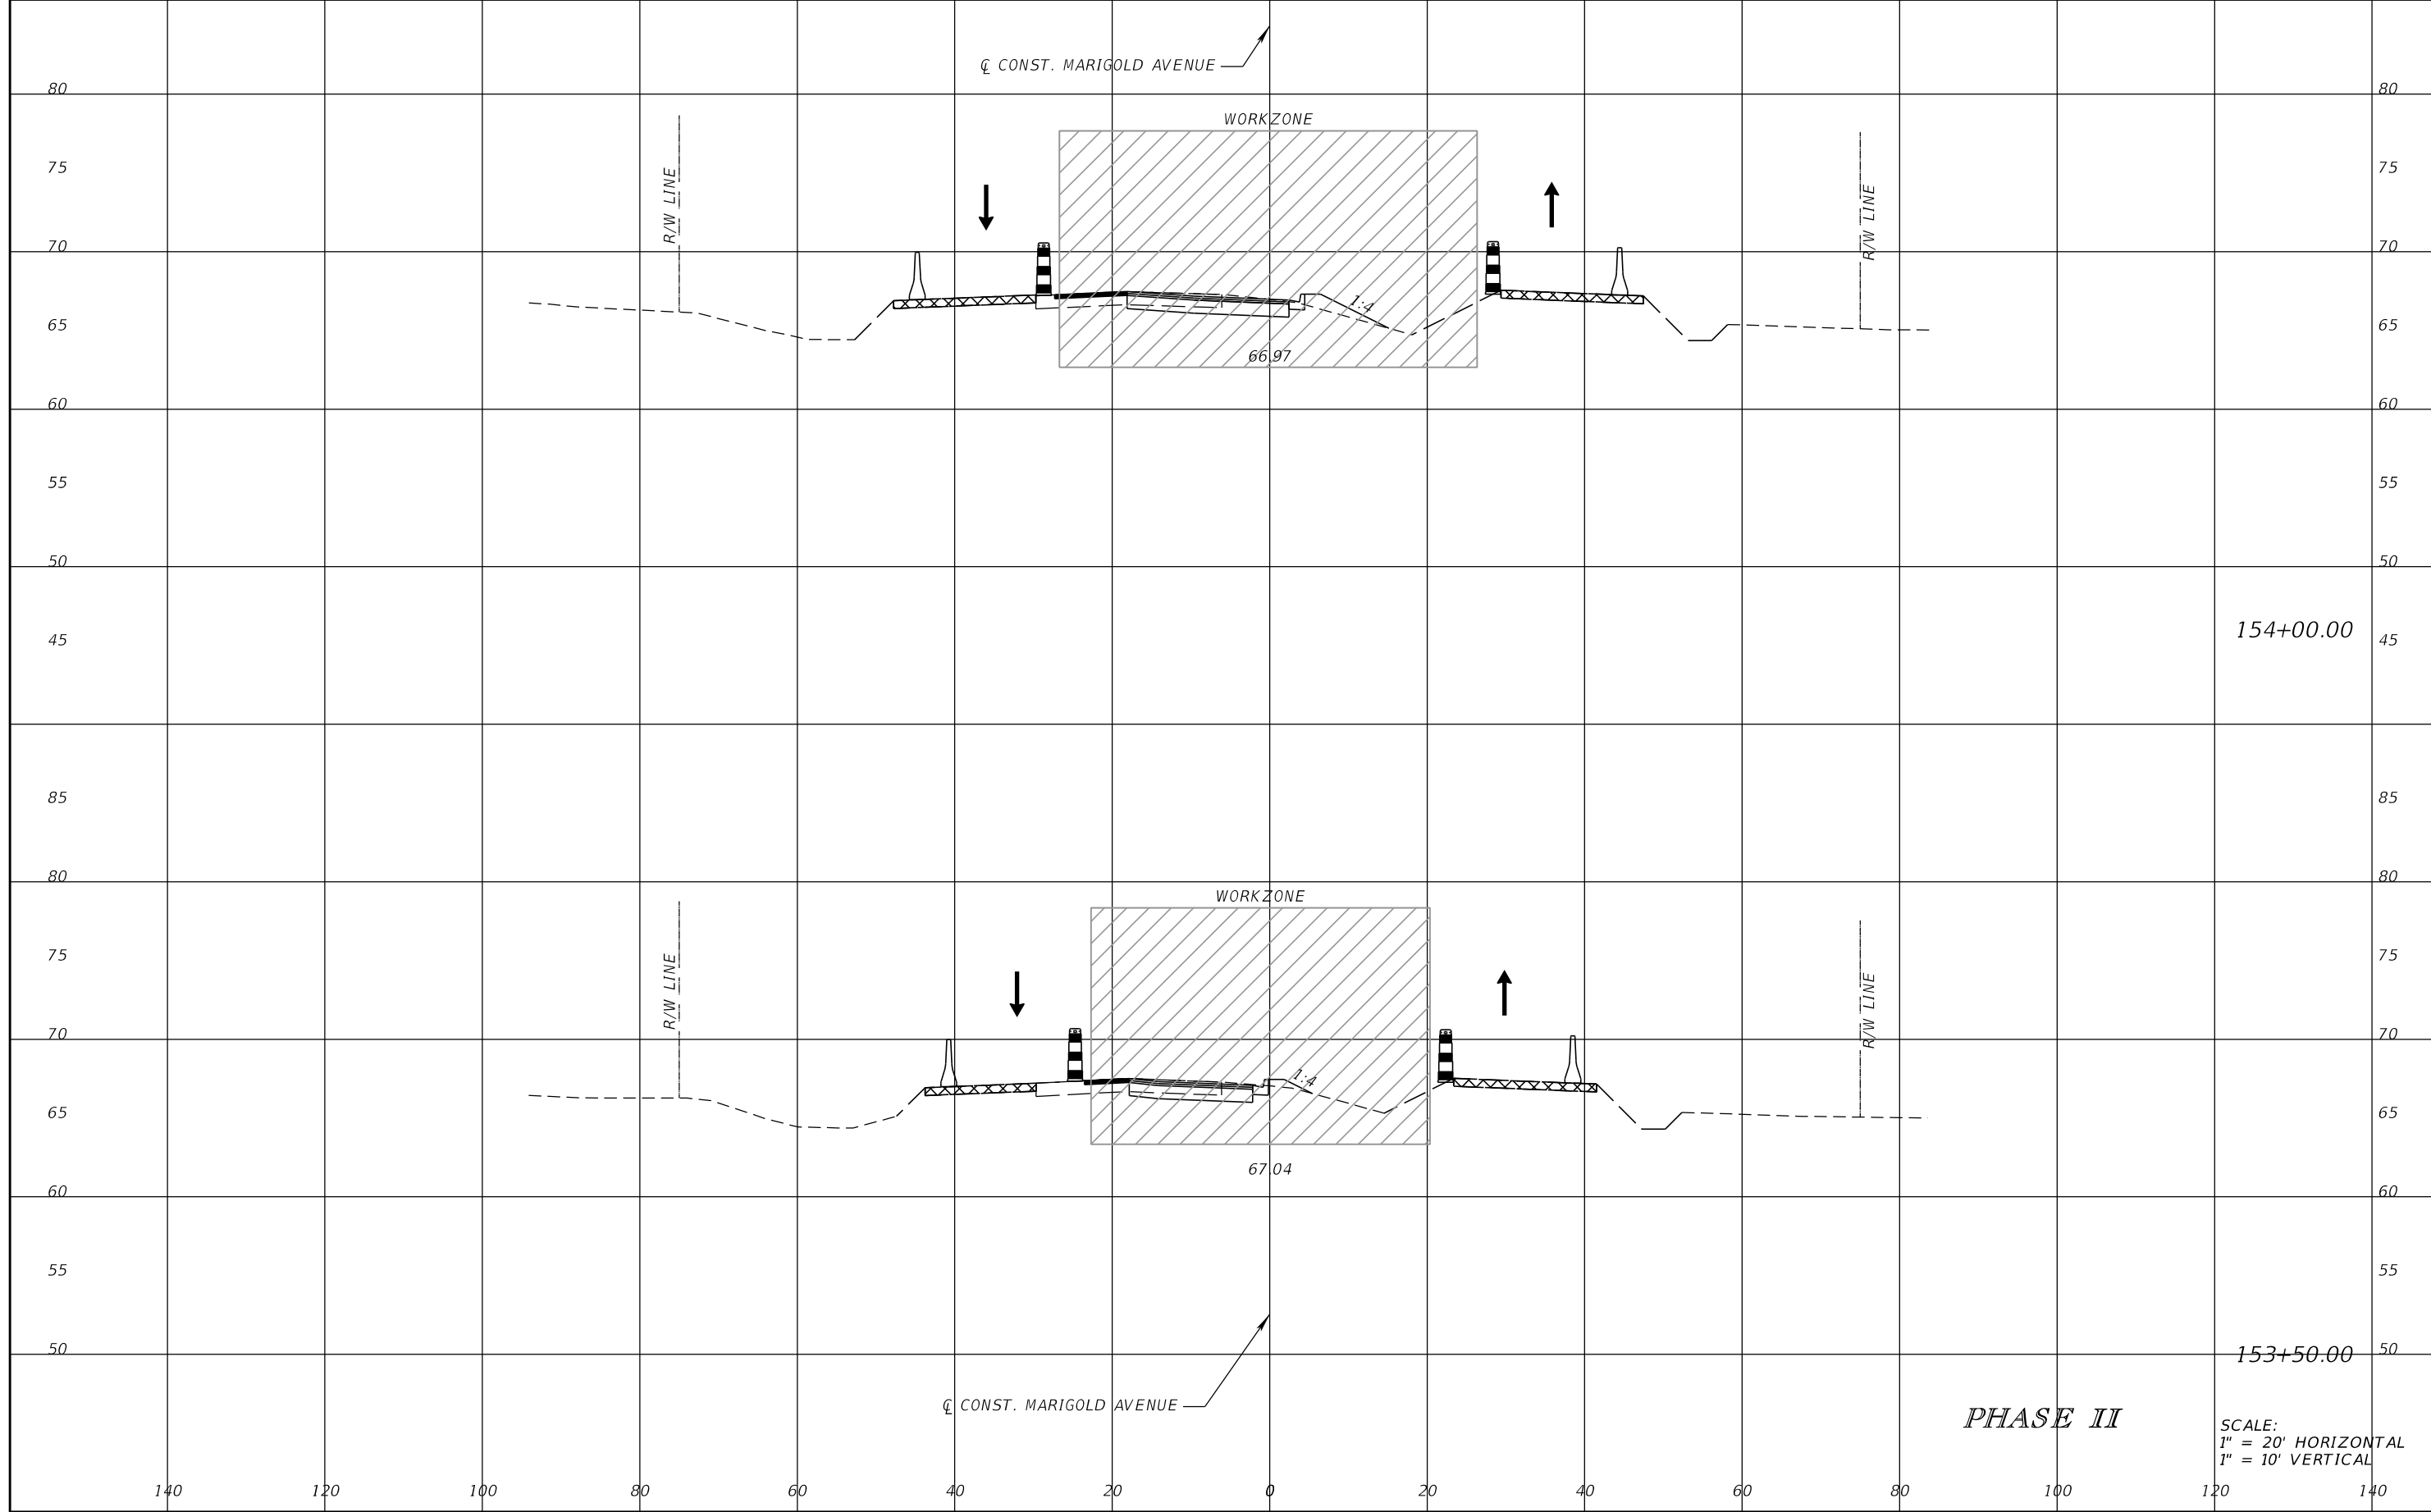 ℄ CONST. MARIGOLD AVENUE
80 80
WORKZONE
75 75
R/W LINE R/W LINE
70 70
1:4
65 65
66.97
60 60
55 55
50 50
154+00.00
45 45
85 85
80 80
WORKZONE
75 75
R/W LINE R/W LINE
70 70
1:4
65 65
67.04
60 60
55 55
50 153+50.00 50
℄ CONST. MARIGOLD AVENUE
PHASE II
SCALE:
1" = 20' HORIZONTAL
1" = 10' VERTICAL
140 120 100 80 60 40 20 0 20 40 60 80 100 120 140